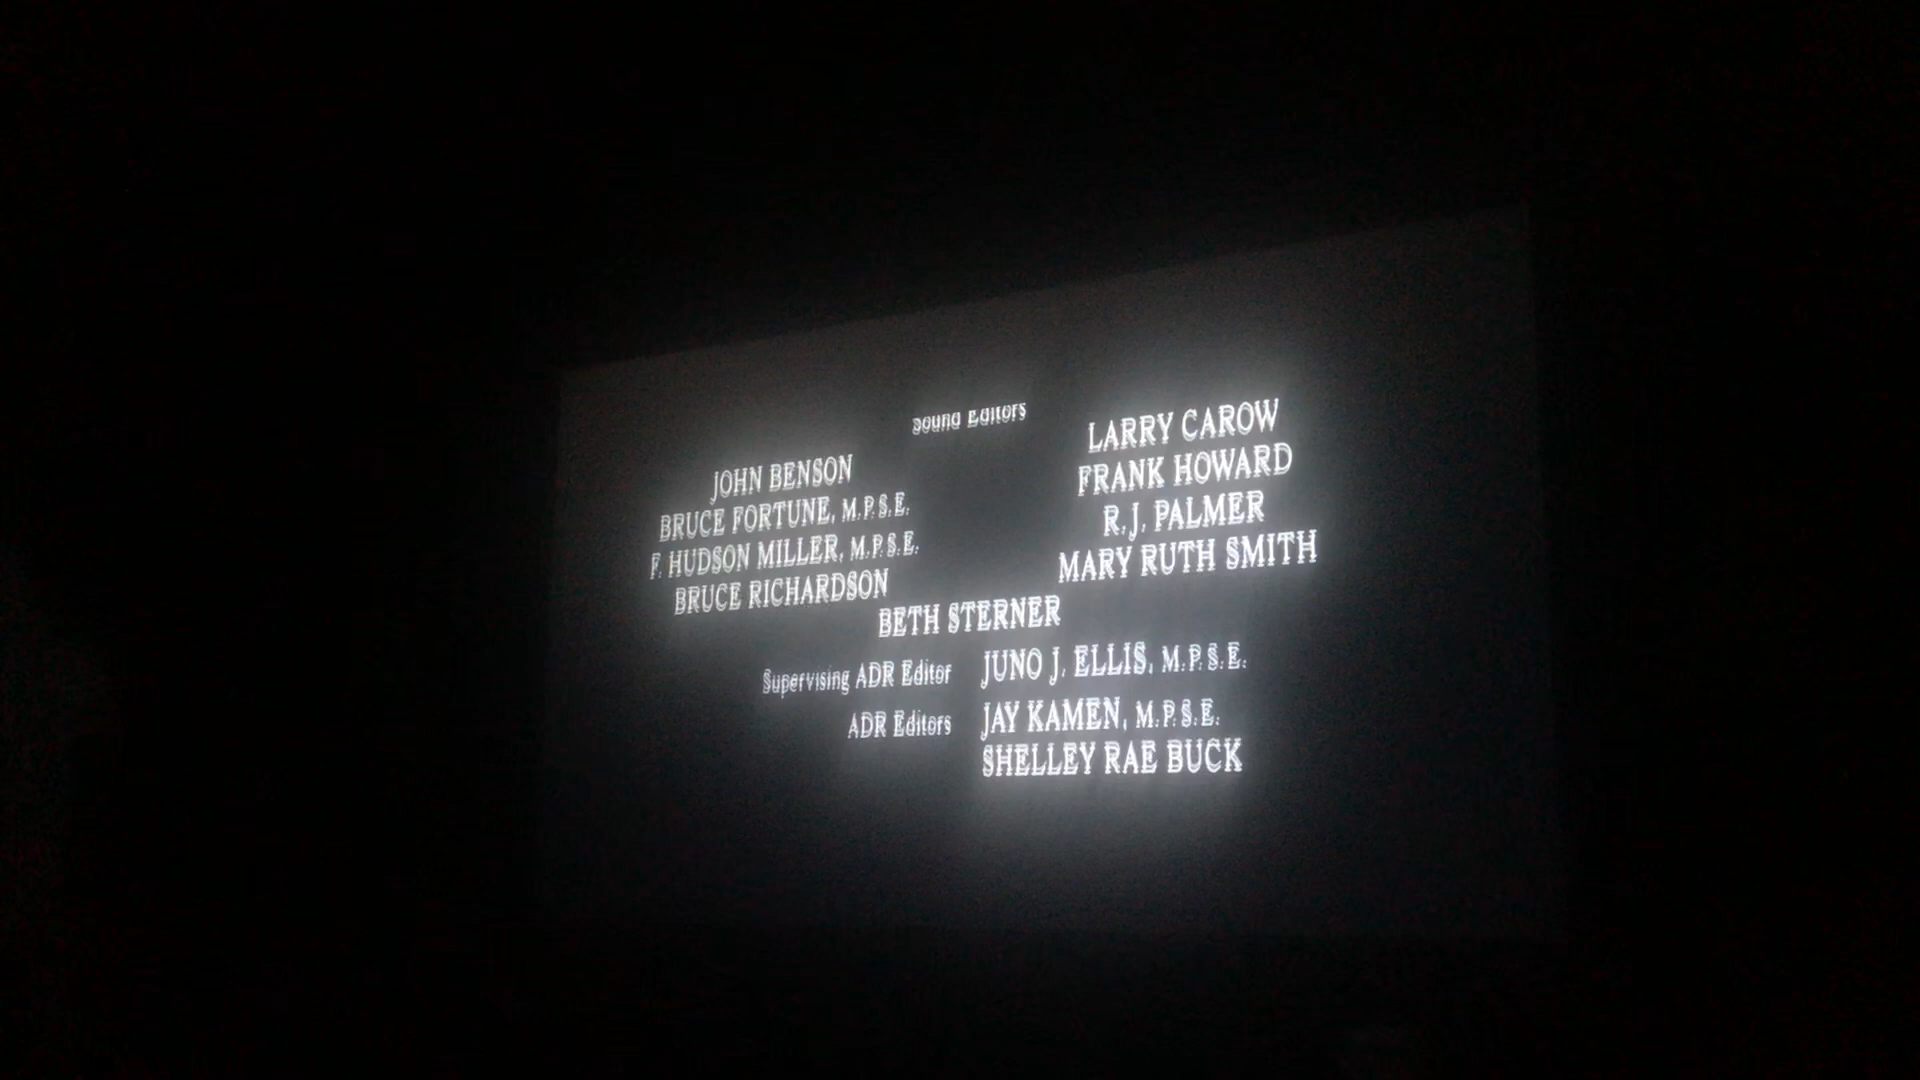 Sound Editors
JOHN BENSON
BRUCE FORTUNE, M.P.S.E.
F. HUDSON MILLER, M.P.S.E.
BRUCE RICHARDSON
LARRY CAROW
FRANK HOWARD
R.J. PALMER
MARY RUTH SMITH
BETH STERNER
Supervising ADR Editor JUNO J. ELLIS, M.P.S.E.
ADR Editors JAY KAMEN, M.P.S.E.
SHELLEY RAE BUCK